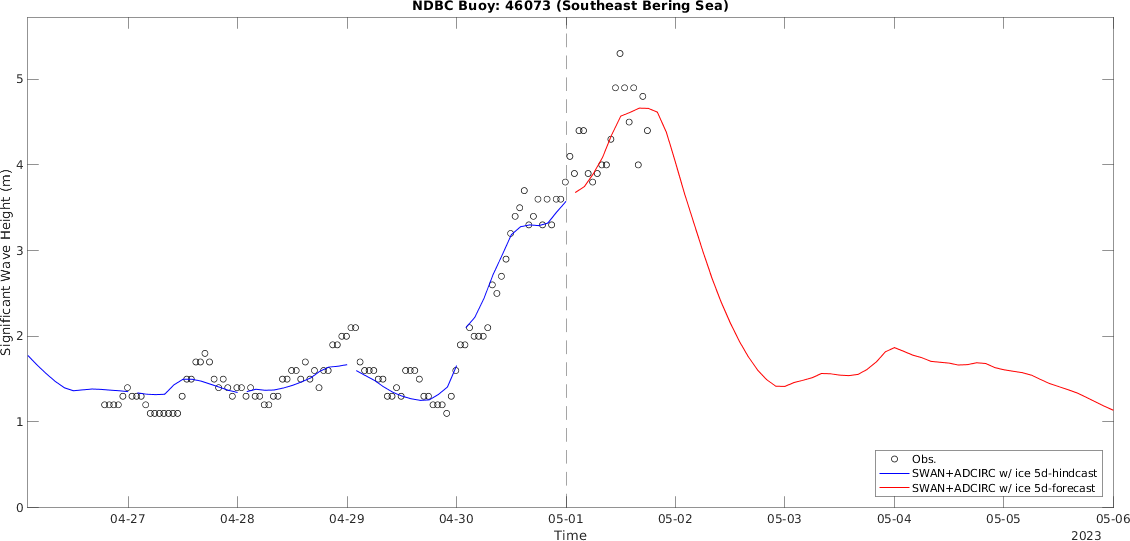 NDBC Buoy: 46073 (Southeast Bering Sea)
5
4
3
2
1
0
Significant Wave Height (m)
Obs.
SWAN+ADCIRC w/ ice 5d-hindcast
SWAN+ADCIRC w/ ice 5d-forecast
04-27 04-28 04-29 04-30 05-01 05-02 05-03 05-04 05-05 05-06
Time
2023